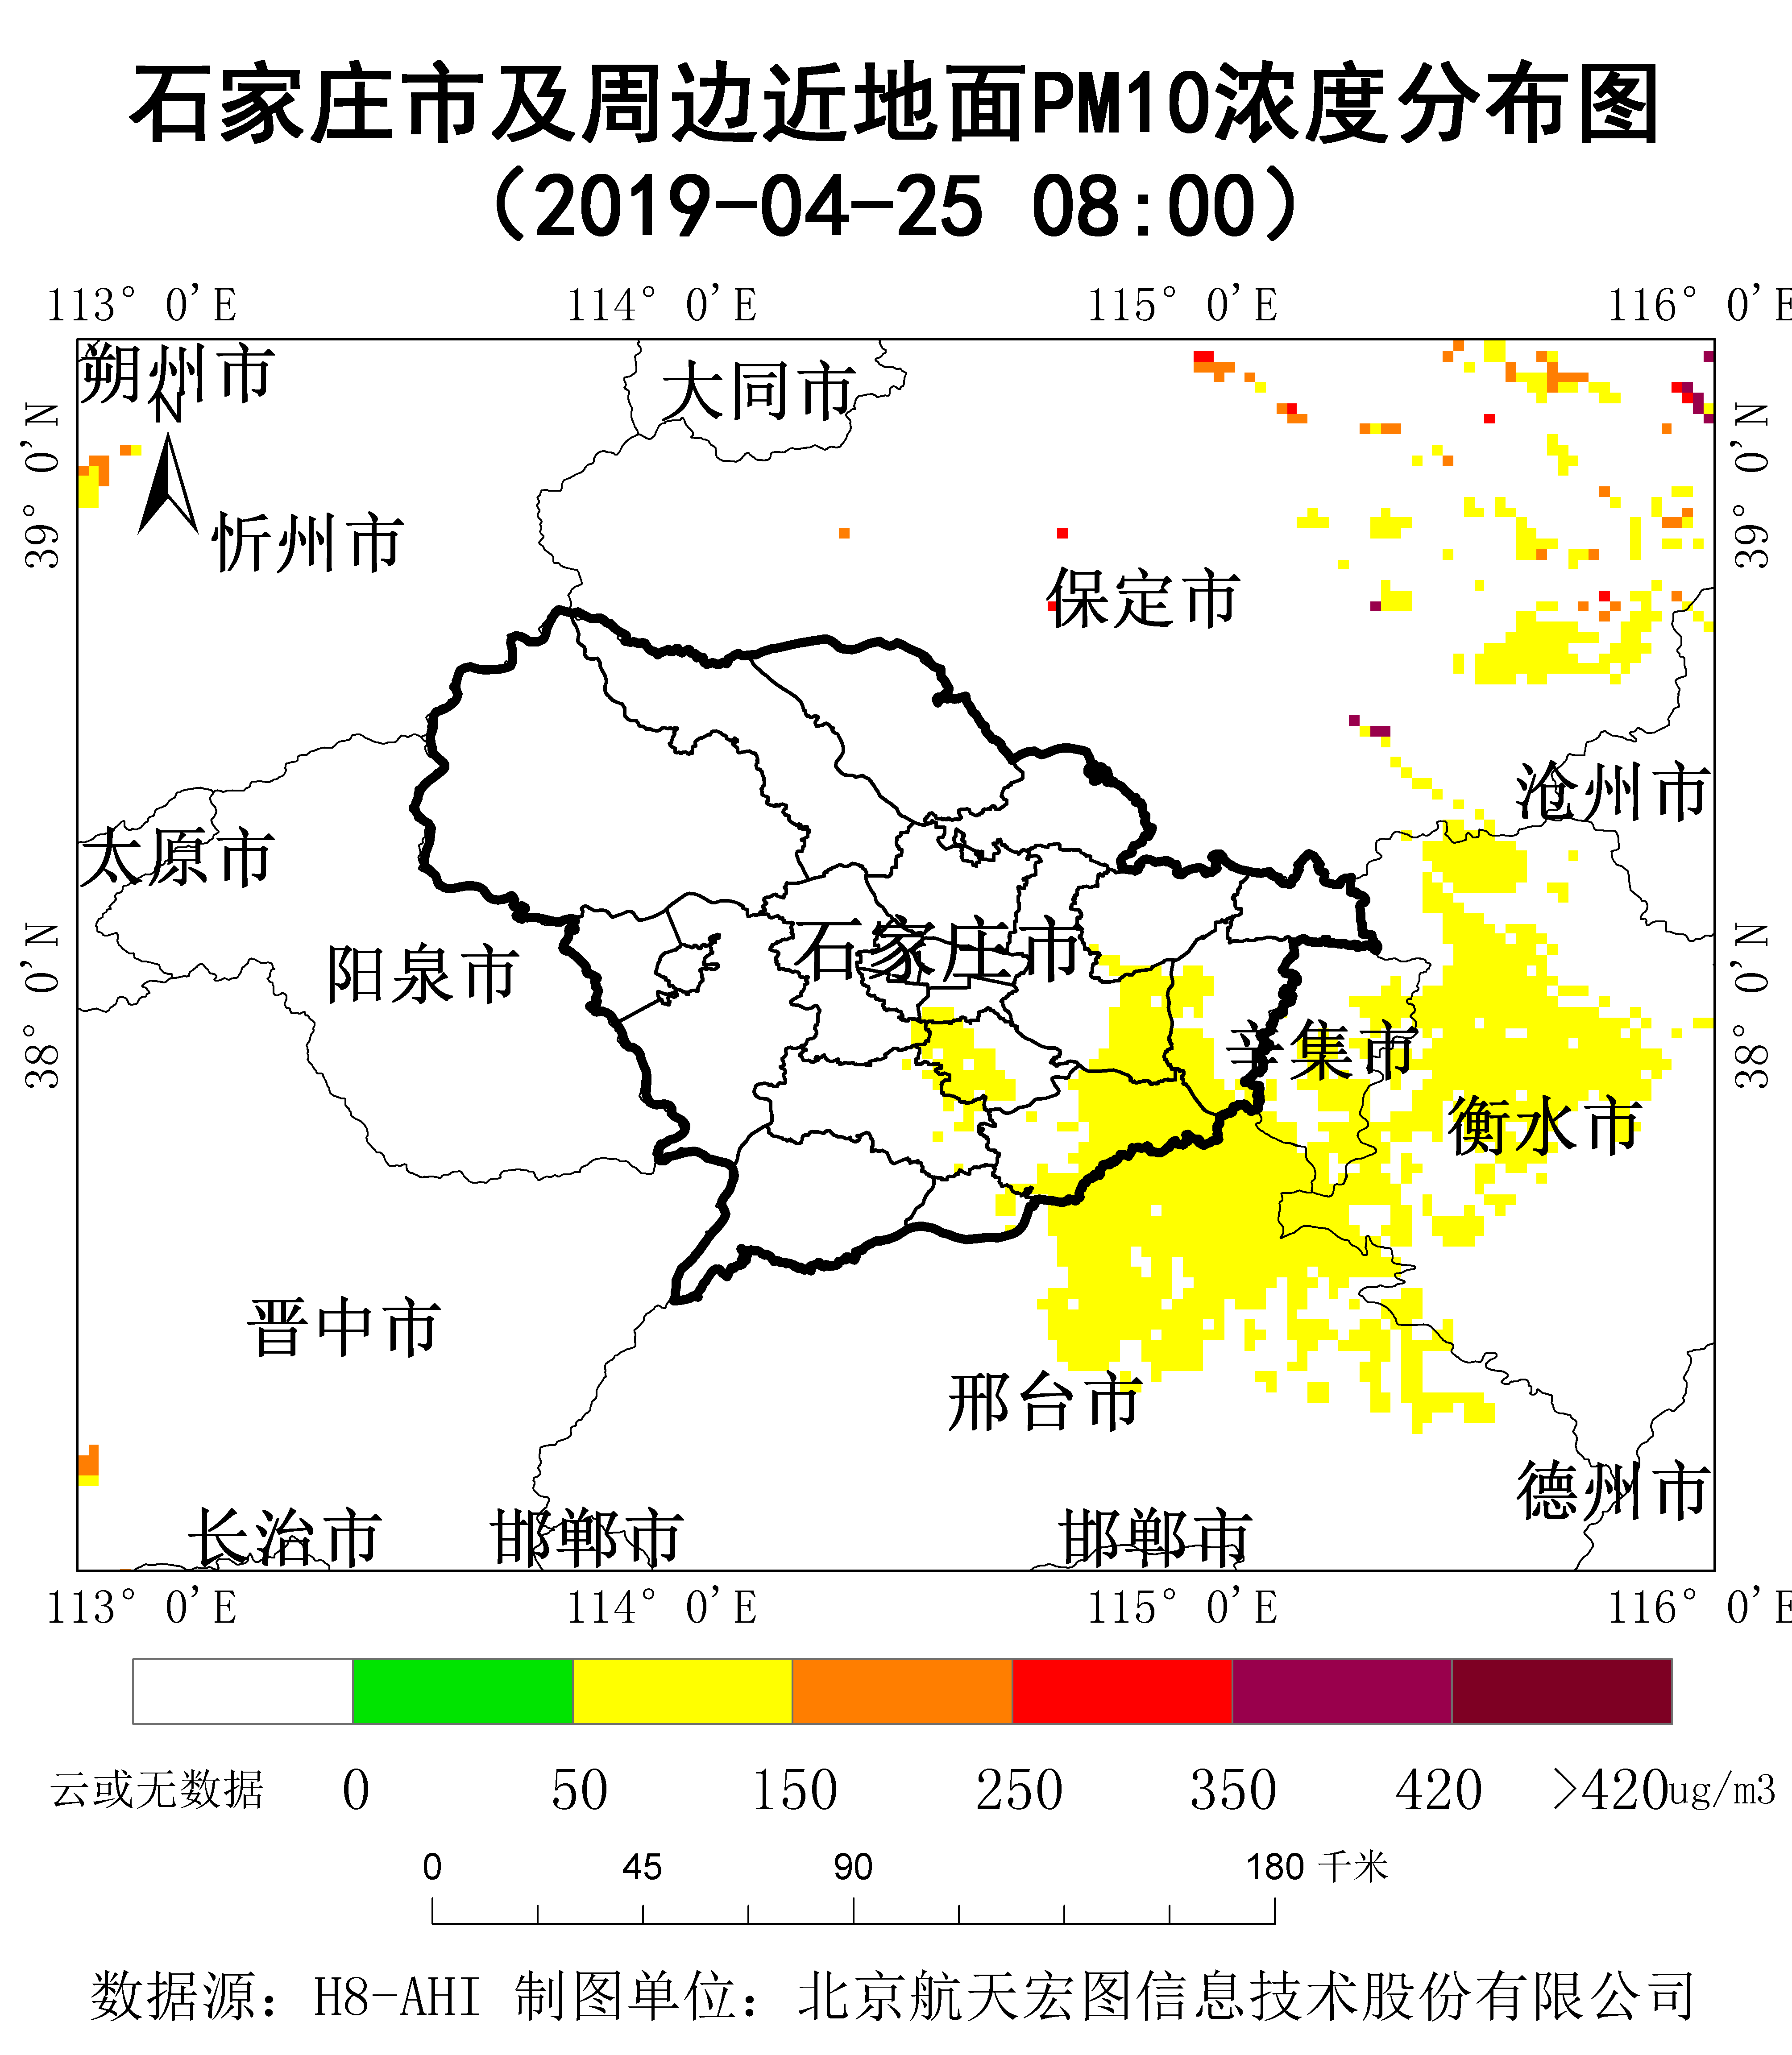 石家庄市及周边近地面PM10浓度分布图
（2019-04-25 08:00）
113° 0'E 114° 0'E 115° 0'E 116° 0'E
朔州市
大同市
N
39° 0'N
39° 0'N
忻州市
保定市
沧州市
太原市
石家庄市
阳泉市
38° 0'N
38° 0'N
辛集市
衡水市
晋中市
邢台市
德州市
长治市 邯郸市 邯郸市
113° 0'E 114° 0'E 115° 0'E 116° 0'E
云或无数据 0 50 150 250 350 420 >420ug/m3
0 45 90 180 千米
数据源：H8-AHI 制图单位：北京航天宏图信息技术股份有限公司